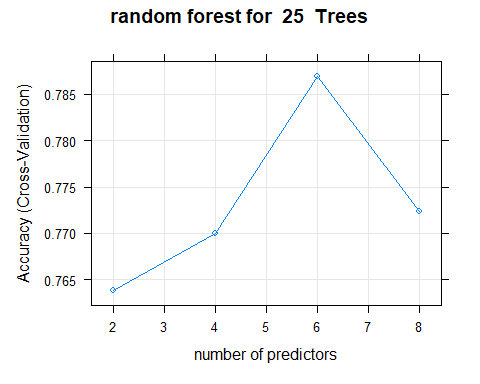 random forest for  25  Trees
Accuracy (Cross-Validation)
0.785
0.780
0.775
0.770
0.765
2 3 4 5 6 7 8
number of predictors